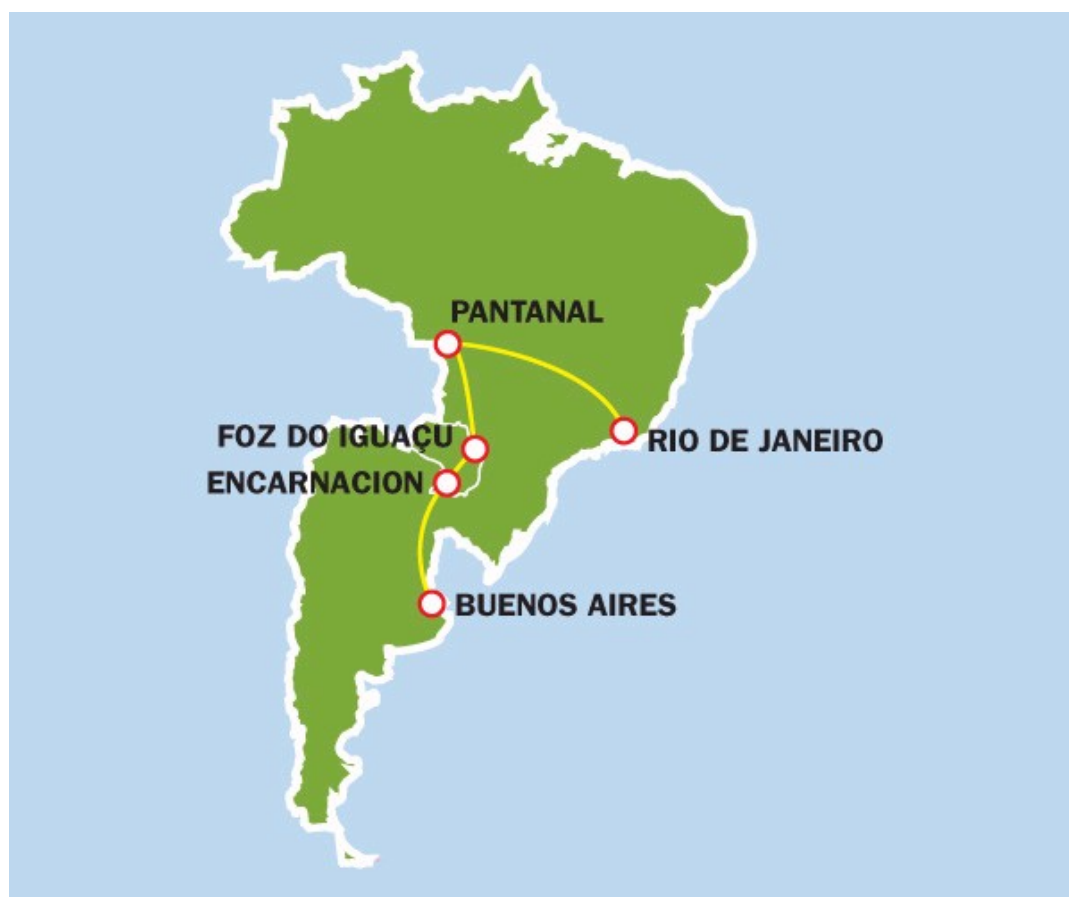 PANTANAL
FOZ DO IGUAÇU
RIO DE JANEIRO
ENCARNACION
BUENOS AIRES